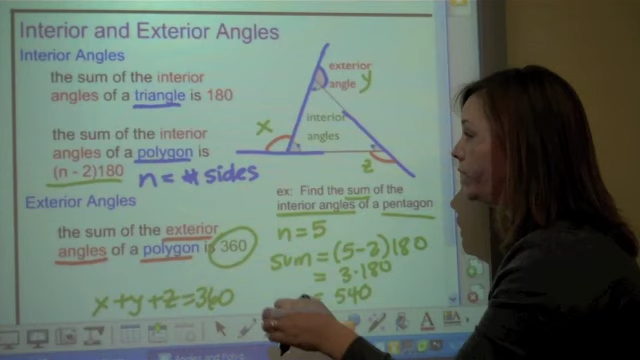 Interior and Exterior Angles
Interior Angles
the sum of the interior
angles of a triangle is 180
the sum of the interior
angles of a polygon is
(n - 2)180
n = # sides
Exterior Angles
the sum of the exterior
angles of a polygon is 360
x+y+z=360
exterior
angle y
interior
angles
x
z
ex: Find the sum of the
interior angles of a pentagon
n = 5
sum = (5-2)180
= 3·180
= 540